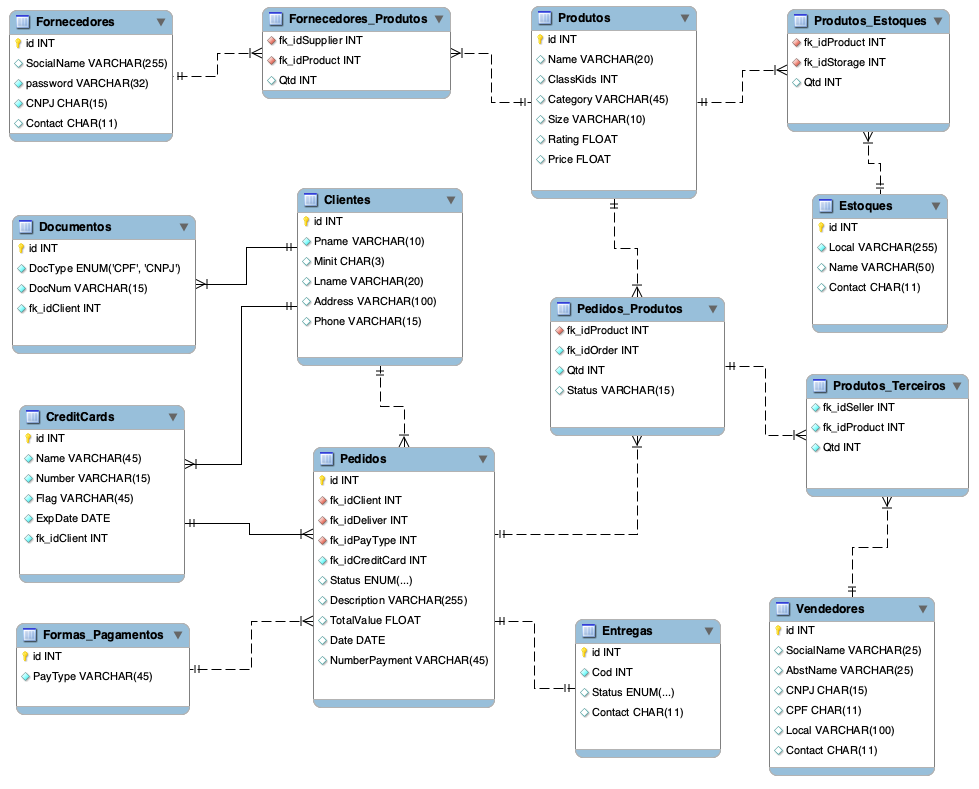 Fornecedores
id INT
SocialName VARCHAR(255)
password VARCHAR(32)
CNPJ CHAR(15)
Contact CHAR(11)
Fornecedores_Produtos
fk_idSupplier INT
fk_idProduct INT
Qtd INT
Produtos
id INT
Name VARCHAR(20)
ClassKids INT
Category VARCHAR(45)
Size VARCHAR(10)
Rating FLOAT
Price FLOAT
Produtos_Estoques
fk_idProduct INT
fk_idStorage INT
Qtd INT
Documentos
id INT
DocType ENUM('CPF', 'CNPJ')
DocNum VARCHAR(15)
fk_idClient INT
Clientes
id INT
Pname VARCHAR(10)
Minit CHAR(3)
Lname VARCHAR(20)
Address VARCHAR(100)
Phone VARCHAR(15)
Estoques
id INT
Local VARCHAR(255)
Name VARCHAR(50)
Contact CHAR(11)
Pedidos_Produtos
fk_idProduct INT
fk_idOrder INT
Qtd INT
Status VARCHAR(15)
Produtos_Terceiros
fk_idSeller INT
fk_idProduct INT
Qtd INT
CreditCards
id INT
Name VARCHAR(45)
Number VARCHAR(15)
Flag VARCHAR(45)
ExpDate DATE
fk_idClient INT
Pedidos
id INT
fk_idClient INT
fk_idDeliver INT
fk_idPayType INT
fk_idCreditCard INT
Status ENUM(...)
Description VARCHAR(255)
TotalValue FLOAT
Date DATE
NumberPayment VARCHAR(45)
Formas_Pagamentos
id INT
PayType VARCHAR(45)
Entregas
id INT
Cod INT
Status ENUM(...)
Contact CHAR(11)
Vendedores
id INT
SocialName VARCHAR(25)
AbstName VARCHAR(25)
CNPJ CHAR(15)
CPF CHAR(11)
Local VARCHAR(100)
Contact CHAR(11)